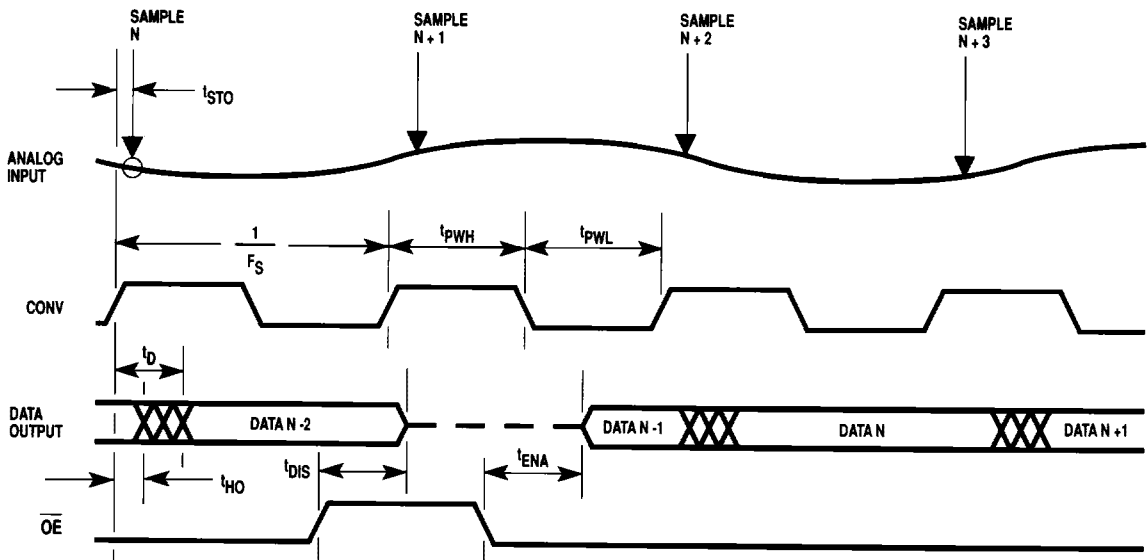 SAMPLE
N
SAMPLE
N + 1
SAMPLE
N + 2
SAMPLE
N + 3
tSTO
ANALOG
INPUT
1
FS
tPWH
tPWL
CONV
tD
DATA
OUTPUT
DATA N -2
DATA N -1
DATA N
DATA N +1
tHO
tDIS
tENA
OE